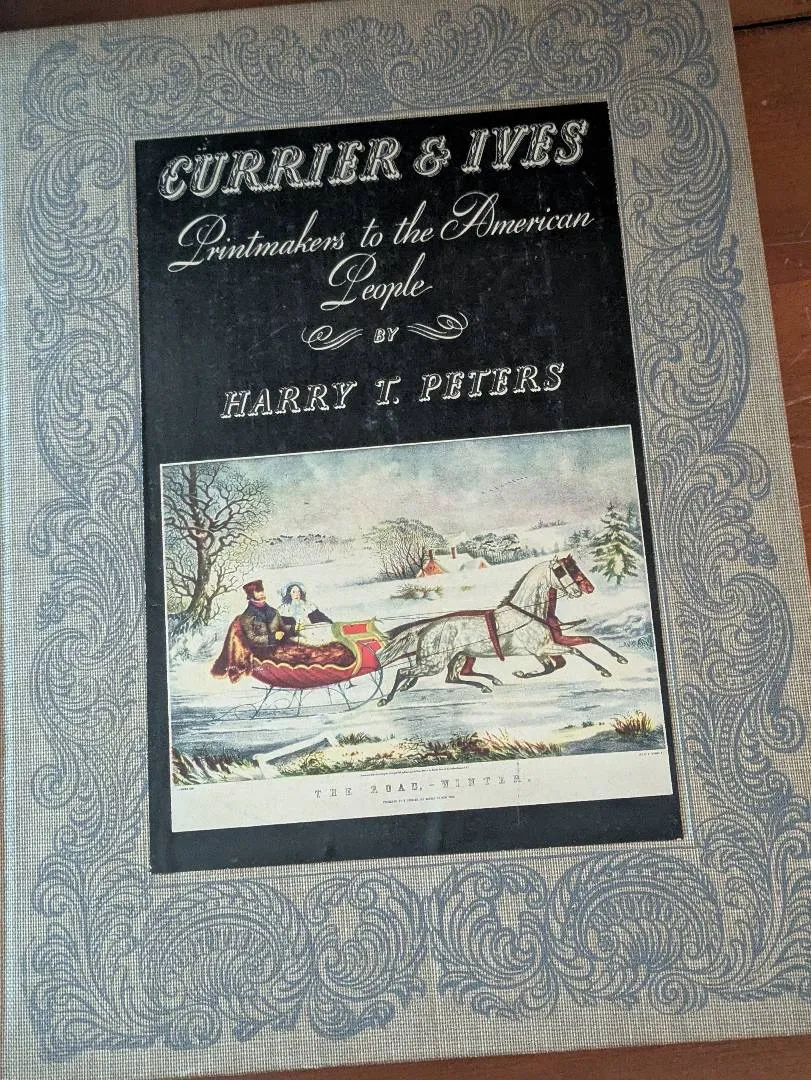 CURRIER & IVES
Printmakers to the American
People
BY
HARRY T. PETERS
THE ROAD,-WINTER.